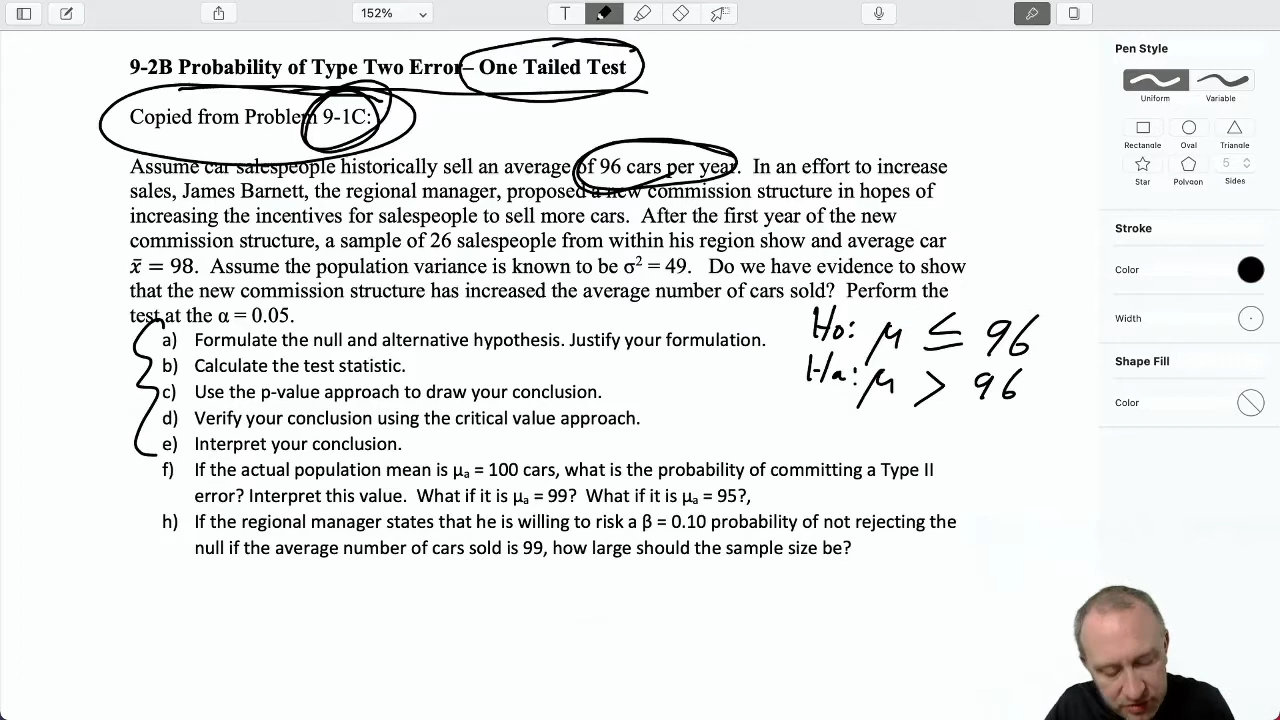 152%
T
9-2B Probability of Type Two Error– One Tailed Test
Copied from Problem 9-1C:
Assume car salespeople historically sell an average of 96 cars per year. In an effort to increase
sales, James Barnett, the regional manager, proposed a new commission structure in hopes of
increasing the incentives for salespeople to sell more cars. After the first year of the new
commission structure, a sample of 26 salespeople from within his region show and average car
x̄ = 98. Assume the population variance is known to be σ² = 49. Do we have evidence to show
that the new commission structure has increased the average number of cars sold? Perform the
test at the α = 0.05.
a) Formulate the null and alternative hypothesis. Justify your formulation.
b) Calculate the test statistic.
c) Use the p-value approach to draw your conclusion.
d) Verify your conclusion using the critical value approach.
e) Interpret your conclusion.
f) If the actual population mean is μₐ = 100 cars, what is the probability of committing a Type II
error? Interpret this value. What if it is μₐ = 99? What if it is μₐ = 95?,
h) If the regional manager states that he is willing to risk a β = 0.10 probability of not rejecting the
null if the average number of cars sold is 99, how large should the sample size be?
Ho: μ ≤ 96
Ha: μ > 96
Pen Style
Uniform Variable
Rectangle Oval Triangle
Star Polygon 5 Sides
Stroke
Color
Width
Shape Fill
Color